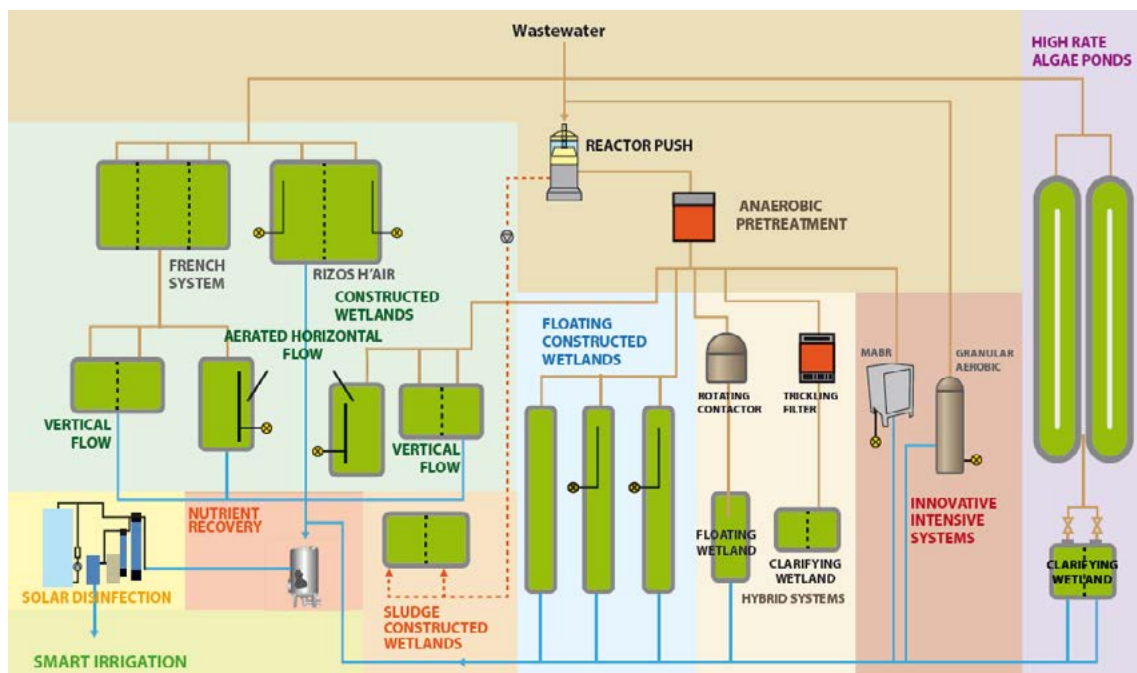 Wastewater
HIGH RATE
ALGAE PONDS
REACTOR PUSH
ANAEROBIC
PRETREATMENT
FRENCH
SYSTEM
RIZOS H'AIR
CONSTRUCTED
WETLANDS
AERATED HORIZONTAL
FLOW
FLOATING
CONSTRUCTED
WETLANDS
MABR
GRANULAR
AEROBIC
ROTATING
CONTACTOR
TRICKLING
FILTER
VERTICAL
FLOW
VERTICAL
FLOW
NUTRIENT
RECOVERY
INNOVATIVE
INTENSIVE
SYSTEMS
FLOATING
WETLAND
CLARIFYING
WETLAND
CLARIFYING
WETLAND
HYBRID SYSTEMS
SOLAR DISINFECTION
SLUDGE
CONSTRUCTED
WETLANDS
SMART IRRIGATION